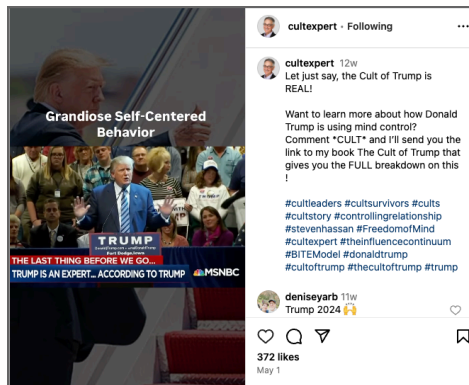 Grandiose Self-Centered
Behavior
TRUMP
THE LAST THING BEFORE WE GO...
TRUMP IS AN EXPERT... ACCORDING TO TRUMP
MSNBC
cultexpert · Following
cultexpert 12w
Let just say, the Cult of Trump is
REAL!
Want to learn more about how Donald
Trump is using mind control?
Comment *CULT* and I'll send you the
link to my book The Cult of Trump that
gives you the FULL breakdown on this
!
#cultleaders #cultsurvivors #cults
#cultstory #controllingrelationship
#stevenhassan #FreedomofMind
#cultexpert #theinfluencecontinuum
#BITEModel #donaldtrump
#cultoftrump #thecultoftrump #trump
deniseyarb 11w
Trump 2024 🙌
372 likes
May 1